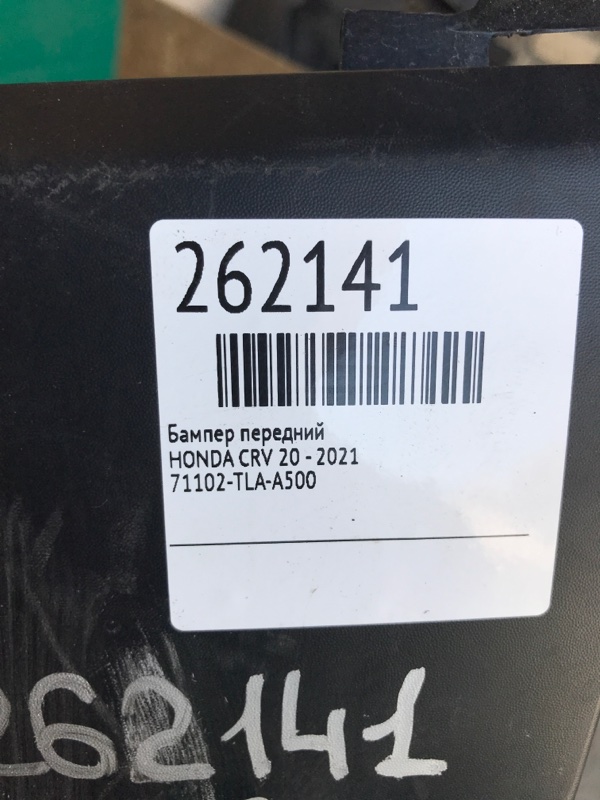 262141
Бампер передний
HONDA CRV 20 - 2021
71102-TLA-A500
262141